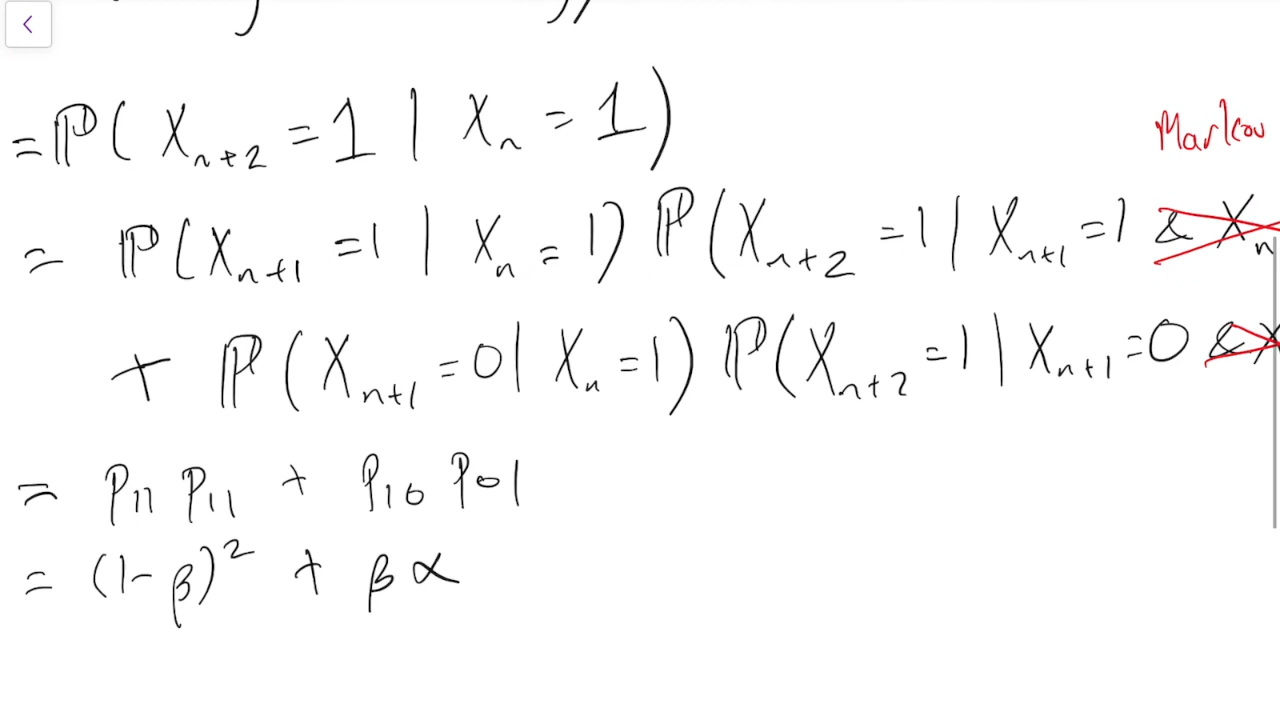 = ℙ( X_{n+2} = 1 | X_n = 1)
Markov
= ℙ(X_{n+1} = 1 | X_n = 1) ℙ(X_{n+2} = 1 | X_{n+1} = 1 & X_n
+ ℙ(X_{n+1} = 0 | X_n = 1) ℙ(X_{n+2} = 1 | X_{n+1} = 0 & X
= p_{11} p_{11} + p_{10} p_{01}
= (1-β)^2 + βα